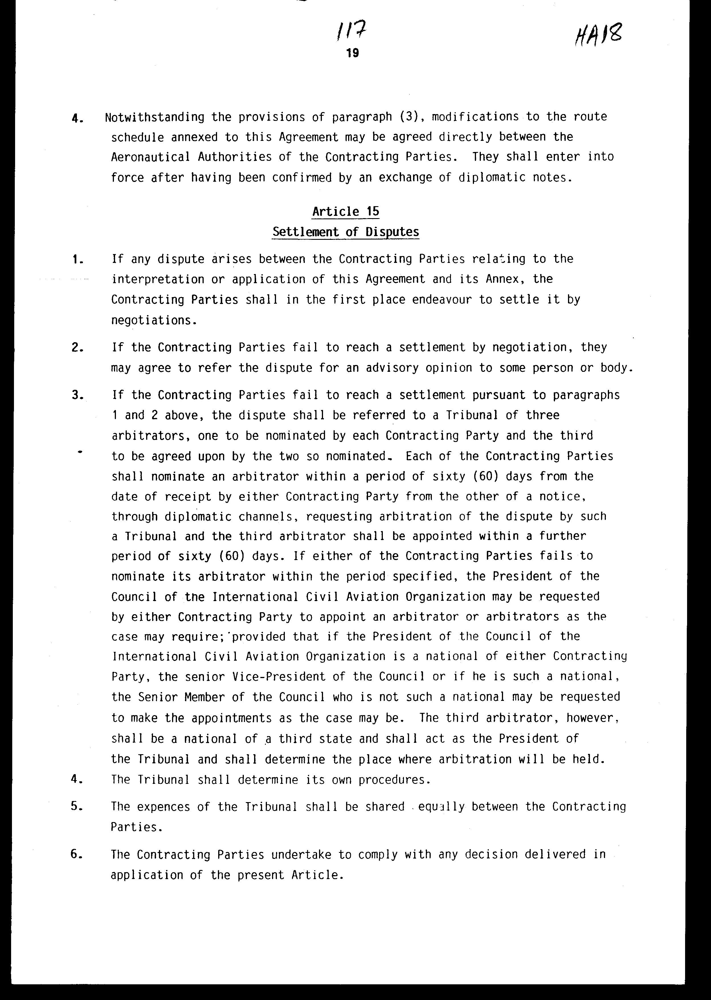 117
HA18
19
4. Notwithstanding the provisions of paragraph (3), modifications to the route
schedule annexed to this Agreement may be agreed directly between the
Aeronautical Authorities of the Contracting Parties. They shall enter into
force after having been confirmed by an exchange of diplomatic notes.
Article 15
Settlement of Disputes
1. If any dispute arises between the Contracting Parties relating to the
interpretation or application of this Agreement and its Annex, the
Contracting Parties shall in the first place endeavour to settle it by
negotiations.
2. If the Contracting Parties fail to reach a settlement by negotiation, they
may agree to refer the dispute for an advisory opinion to some person or body.
3. If the Contracting Parties fail to reach a settlement pursuant to paragraphs
1 and 2 above, the dispute shall be referred to a Tribunal of three
arbitrators, one to be nominated by each Contracting Party and the third
to be agreed upon by the two so nominated. Each of the Contracting Parties
shall nominate an arbitrator within a period of sixty (60) days from the
date of receipt by either Contracting Party from the other of a notice,
through diplomatic channels, requesting arbitration of the dispute by such
a Tribunal and the third arbitrator shall be appointed within a further
period of sixty (60) days. If either of the Contracting Parties fails to
nominate its arbitrator within the period specified, the President of the
Council of the International Civil Aviation Organization may be requested
by either Contracting Party to appoint an arbitrator or arbitrators as the
case may require; provided that if the President of the Council of the
International Civil Aviation Organization is a national of either Contracting
Party, the senior Vice-President of the Council or if he is such a national,
the Senior Member of the Council who is not such a national may be requested
to make the appointments as the case may be. The third arbitrator, however,
shall be a national of a third state and shall act as the President of
the Tribunal and shall determine the place where arbitration will be held.
4. The Tribunal shall determine its own procedures.
5. The expences of the Tribunal shall be shared equally between the Contracting
Parties.
6. The Contracting Parties undertake to comply with any decision delivered in
application of the present Article.